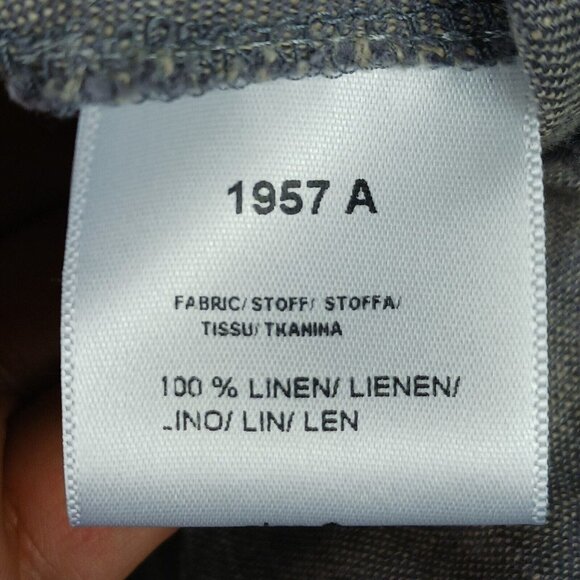 1957 A
FABRIC/ STOFF/ STOFFA/
TISSU/ TKANINA
100 % LINEN/ LIENEN/
LINO/ LIN/ LEN